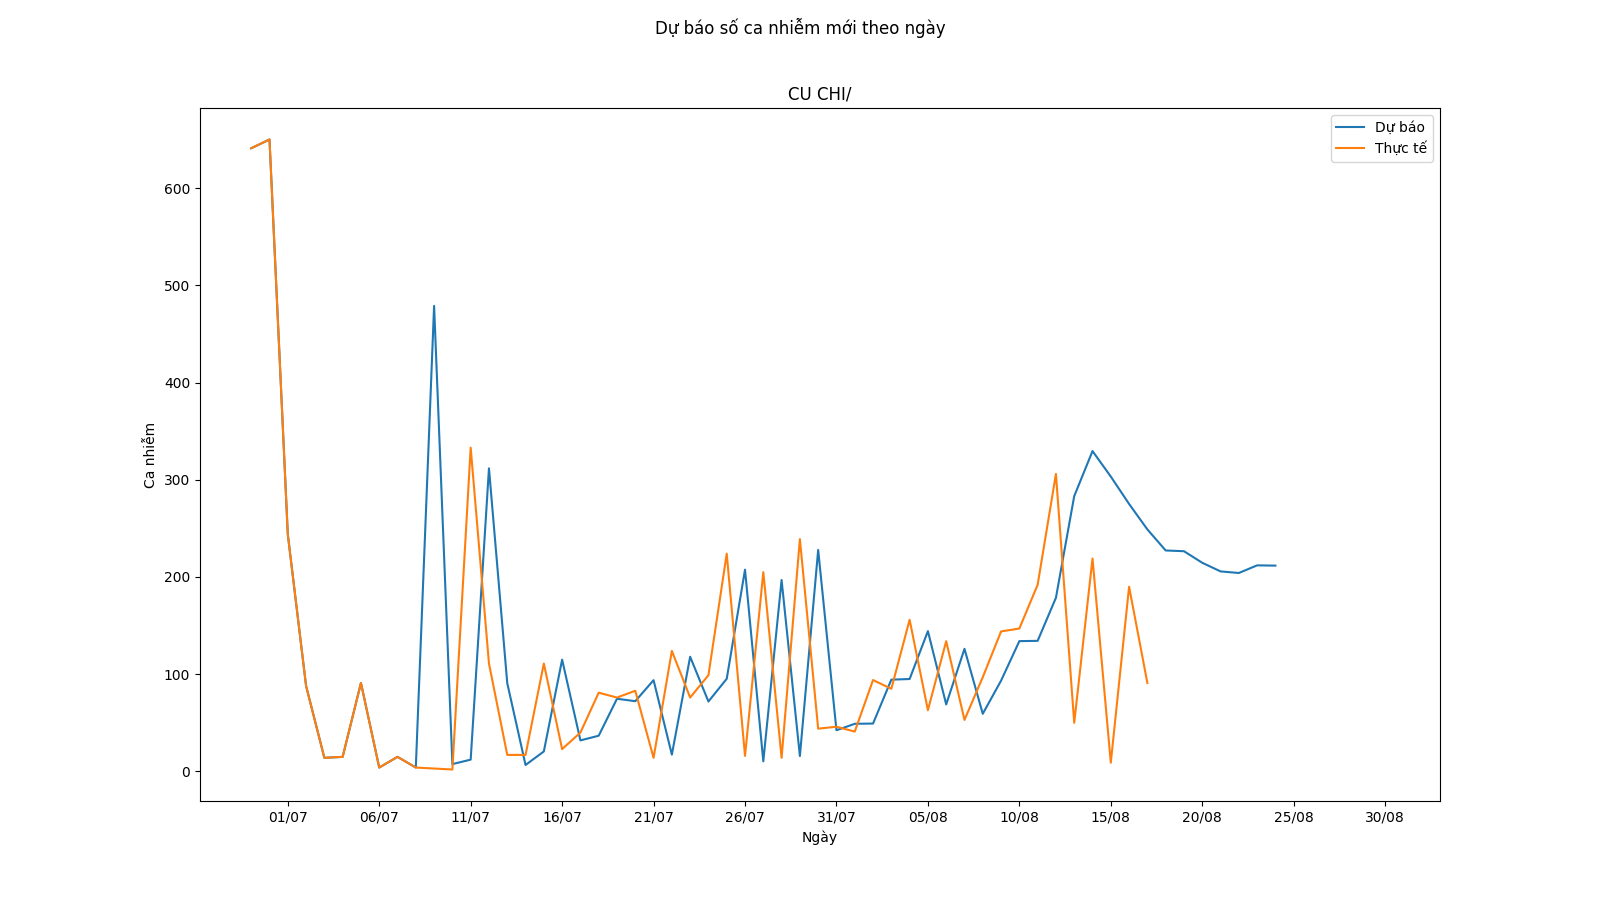 Dự báo số ca nhiễm mới theo ngày
CU CHI/
Dự báo
Thực tế
600
500
400
300
200
100
0
Ca nhiễm
01/07 06/07 11/07 16/07 21/07 26/07 31/07 05/08 10/08 15/08 20/08 25/08 30/08
Ngày